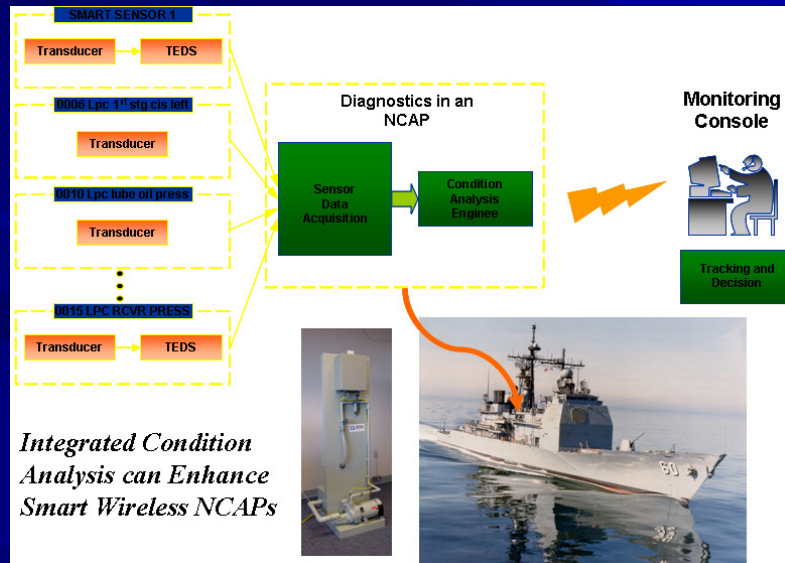 SMART SENSOR 1
Transducer
TEDS
0006 Lpc 1st stg cis left
Transducer
0010 Lpc lube oil press
Transducer
0015 LPC RCVR PRESS
Transducer
TEDS
Diagnostics in an
NCAP
Sensor
Data
Acquisition
Condition
Analysis
Enginee
Monitoring
Console
Tracking and
Decision
Integrated Condition
Analysis can Enhance
Smart Wireless NCAPs
60